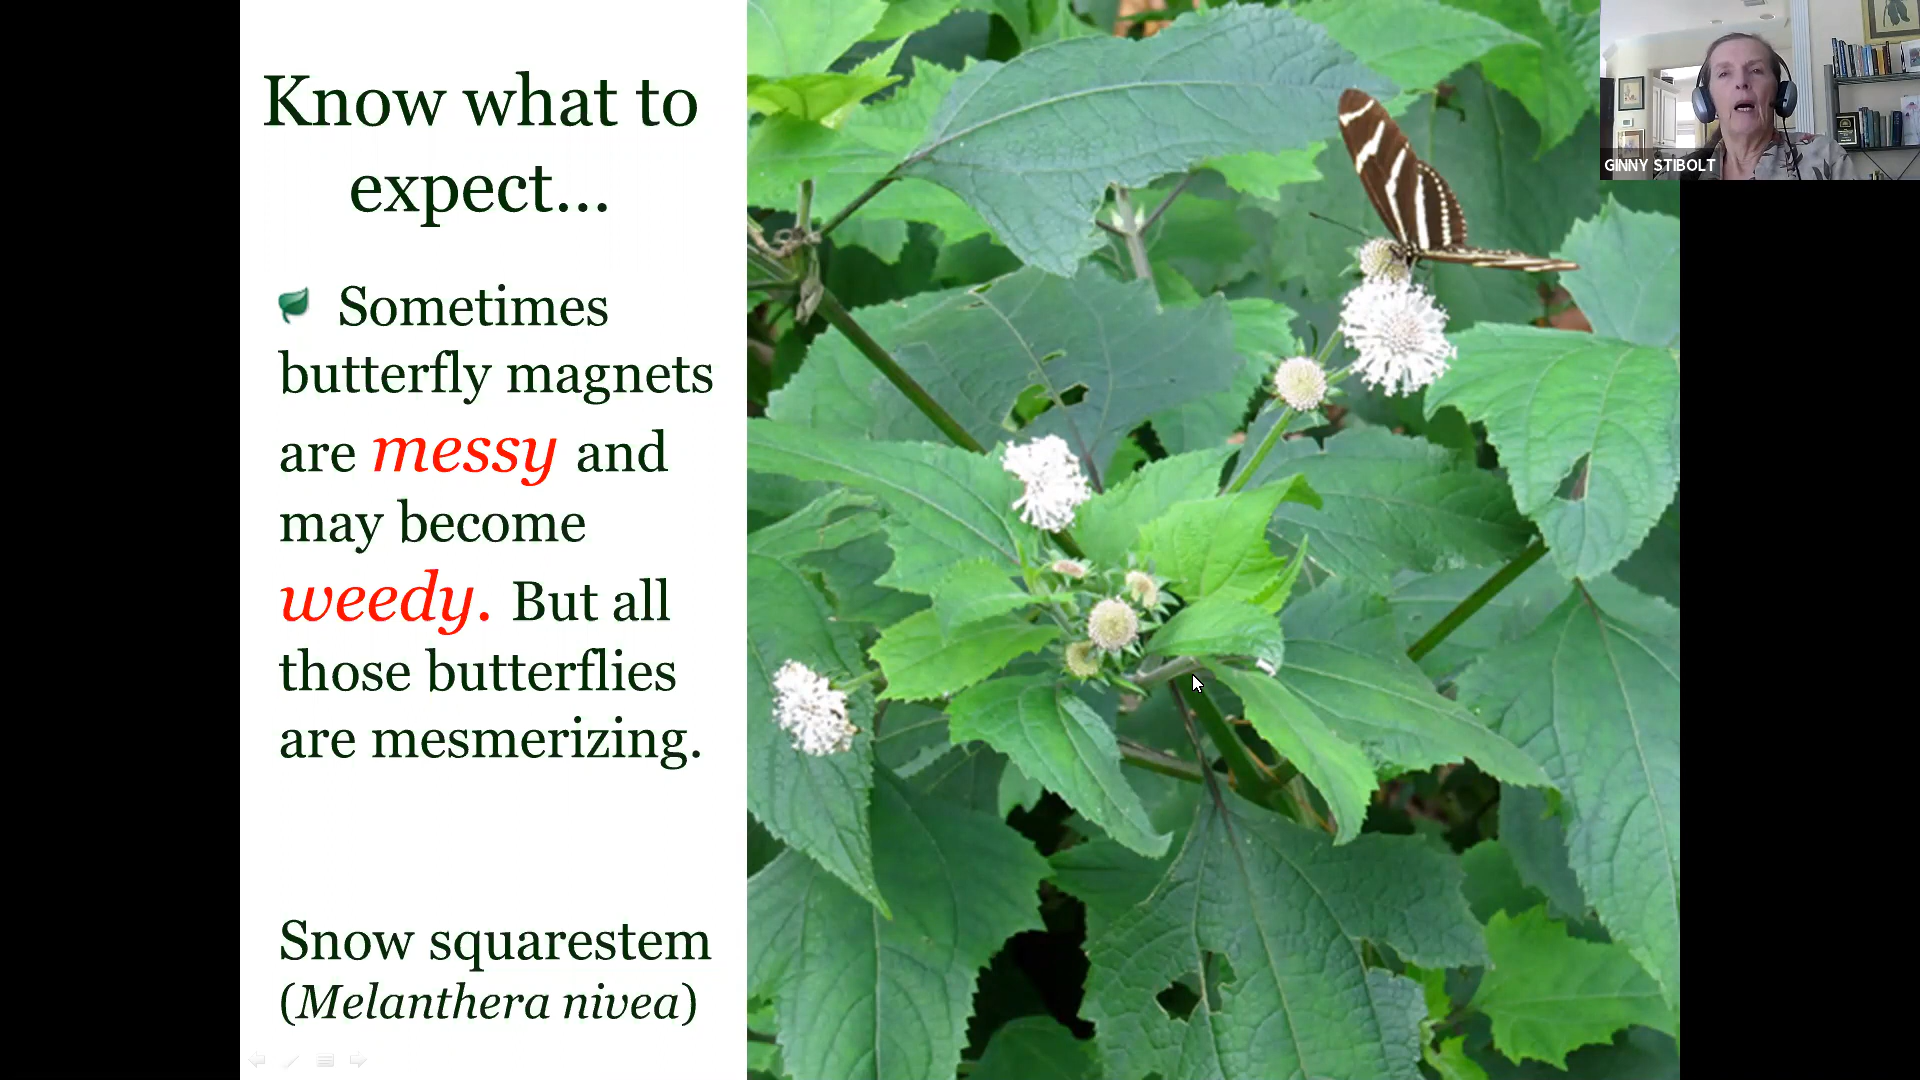 Know what to
expect...
Sometimes
butterfly magnets
are messy and
may become
weedy. But all
those butterflies
are mesmerizing.
Snow squarestem
(Melanthera nivea)
GINNY STIBOLT